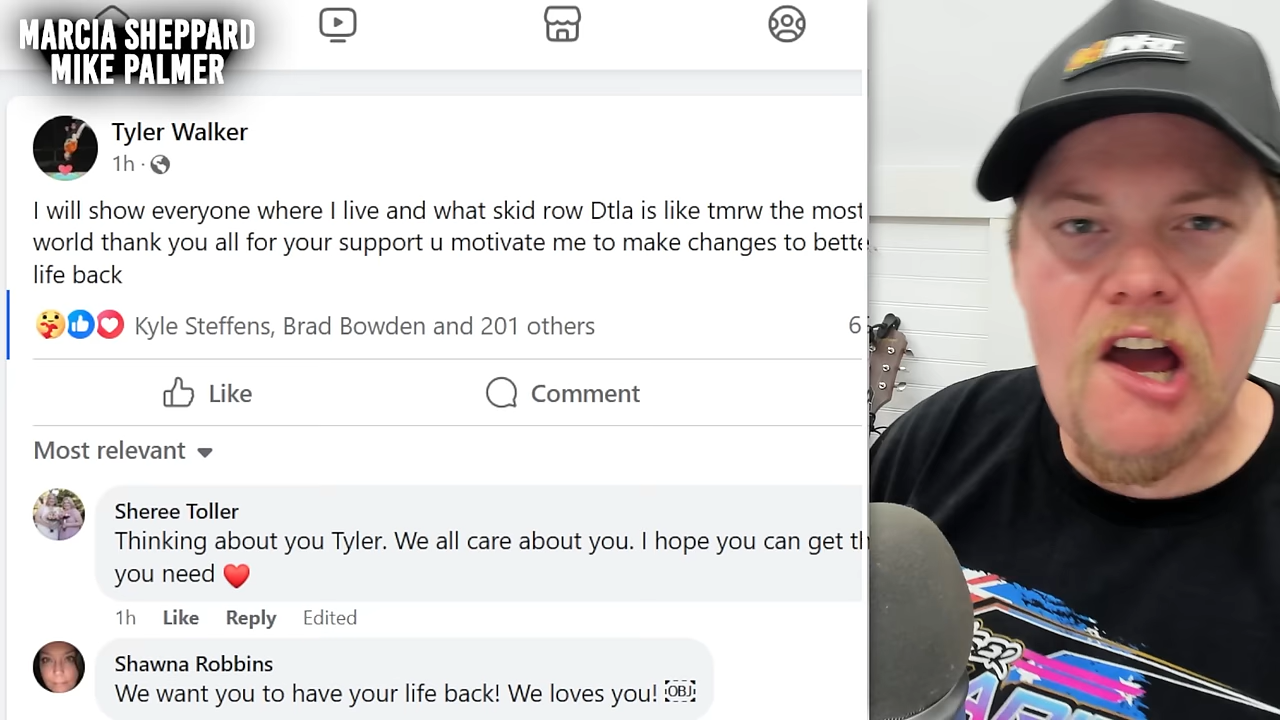 MARCIA SHEPPARD
MIKE PALMER
Tyler Walker
1h ·
I will show everyone where I live and what skid row Dtla is like tmrw the most
world thank you all for your support u motivate me to make changes to bette
life back
Kyle Steffens, Brad Bowden and 201 others
6
Like
Comment
Most relevant
Sheree Toller
Thinking about you Tyler. We all care about you. I hope you can get th
you need
1h Like Reply Edited
Shawna Robbins
We want you to have your life back! We loves you! OBJ